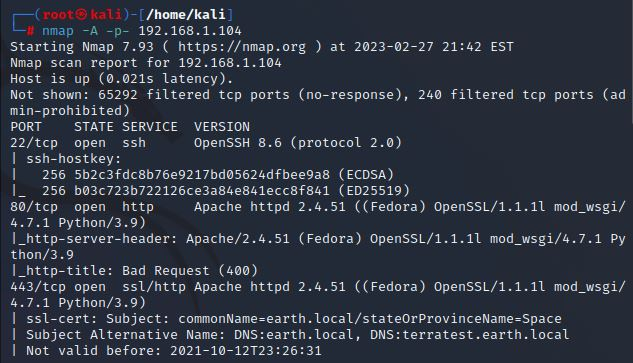 ┌──(root㉿kali)-[/home/kali]
└─# nmap -A -p- 192.168.1.104
Starting Nmap 7.93 ( https://nmap.org ) at 2023-02-27 21:42 EST
Nmap scan report for 192.168.1.104
Host is up (0.021s latency).
Not shown: 65292 filtered tcp ports (no-response), 240 filtered tcp ports (ad
min-prohibited)
PORT    STATE SERVICE  VERSION
22/tcp  open  ssh      OpenSSH 8.6 (protocol 2.0)
| ssh-hostkey:
|   256 5b2c3fdc8b76e9217bd05624dfbee9a8 (ECDSA)
|_  256 b03c723b722126ce3a84e841ecc8f841 (ED25519)
80/tcp  open  http     Apache httpd 2.4.51 ((Fedora) OpenSSL/1.1.1l mod_wsgi/
4.7.1 Python/3.9)
|_http-server-header: Apache/2.4.51 (Fedora) OpenSSL/1.1.1l mod_wsgi/4.7.1 Py
thon/3.9
|_http-title: Bad Request (400)
443/tcp open  ssl/http Apache httpd 2.4.51 ((Fedora) OpenSSL/1.1.1l mod_wsgi/
4.7.1 Python/3.9)
| ssl-cert: Subject: commonName=earth.local/stateOrProvinceName=Space
| Subject Alternative Name: DNS:earth.local, DNS:terratest.earth.local
| Not valid before: 2021-10-12T23:26:31